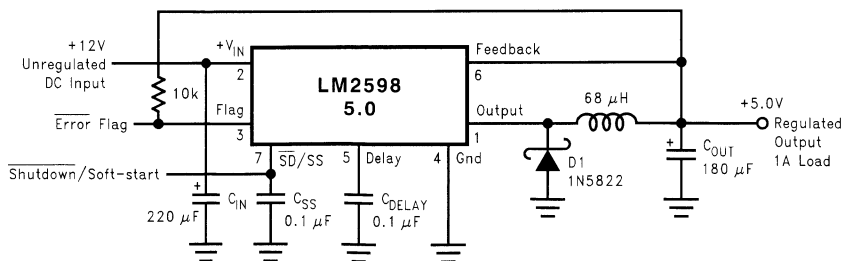 +12V
Unregulated
DC Input
+V_IN
2
LM2598
5.0
Feedback
6
10k
Flag
3
Error Flag
Output
1
68 μH
+5.0V
Regulated
Output
1A Load
7
SD/SS
5
Delay
4
Gnd
D1
1N5822
+
C_OUT
180 μF
Shutdown/Soft-start
+
C_IN
220 μF
C_SS
0.1 μF
C_DELAY
0.1 μF